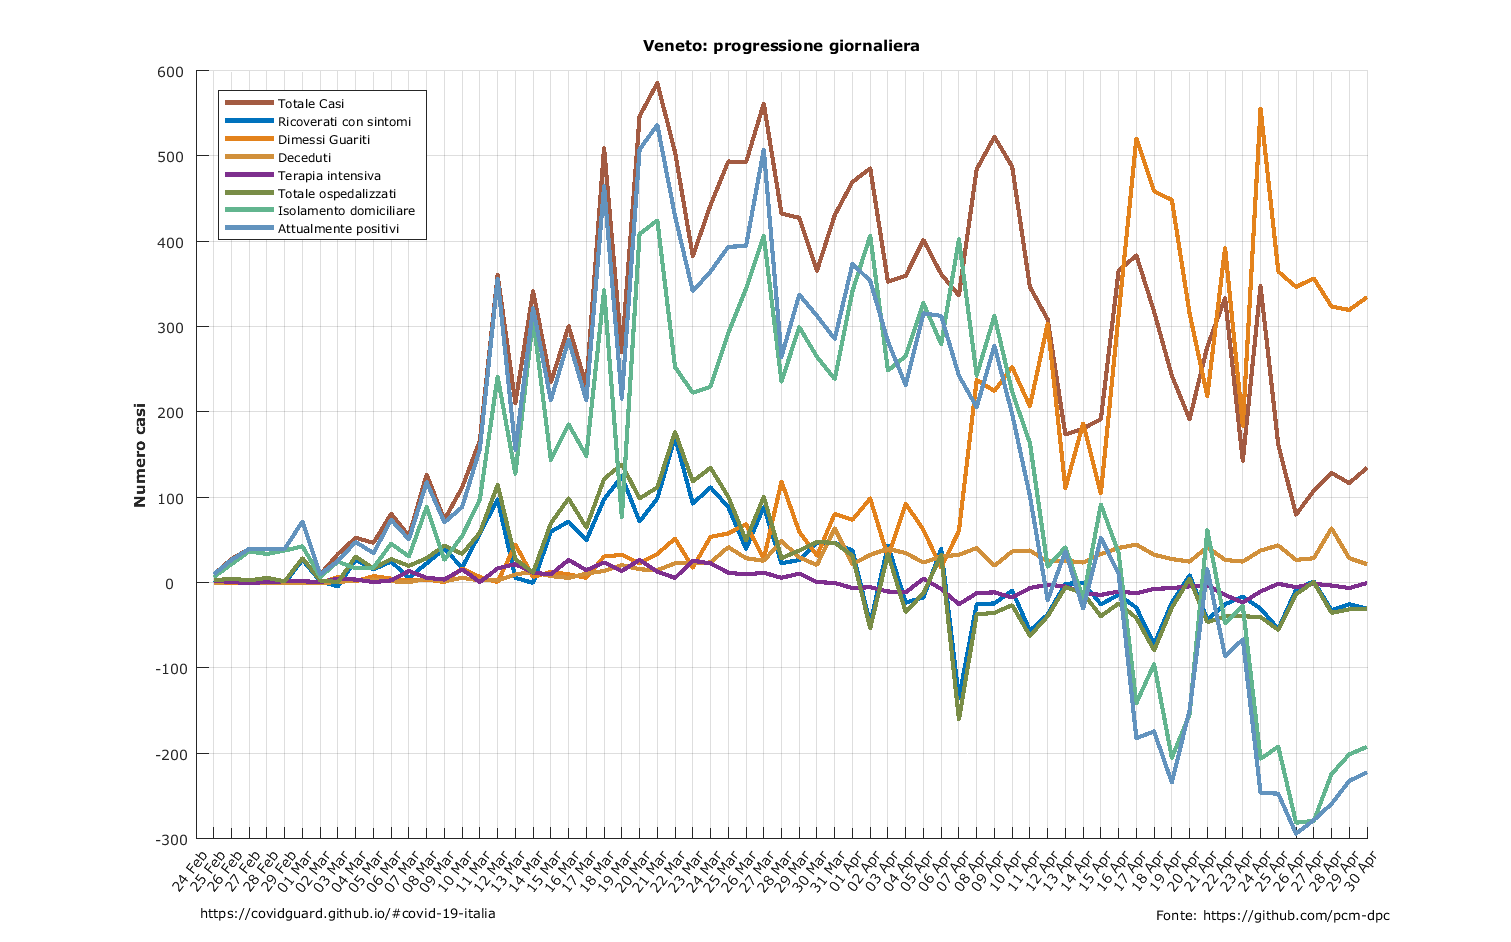 Veneto: progressione giornaliera
600
500
400
300
200
100
0
-100
-200
-300
Numero casi
Totale Casi
Ricoverati con sintomi
Dimessi Guariti
Deceduti
Terapia intensiva
Totale ospedalizzati
Isolamento domiciliare
Attualmente positivi
24 Feb
25 Feb
26 Feb
27 Feb
28 Feb
29 Feb
01 Mar
02 Mar
03 Mar
04 Mar
05 Mar
06 Mar
07 Mar
08 Mar
09 Mar
10 Mar
11 Mar
12 Mar
13 Mar
14 Mar
15 Mar
16 Mar
17 Mar
18 Mar
19 Mar
20 Mar
21 Mar
22 Mar
23 Mar
24 Mar
25 Mar
26 Mar
27 Mar
28 Mar
29 Mar
30 Mar
31 Mar
01 Apr
02 Apr
03 Apr
04 Apr
05 Apr
06 Apr
07 Apr
08 Apr
09 Apr
10 Apr
11 Apr
12 Apr
13 Apr
14 Apr
15 Apr
16 Apr
17 Apr
18 Apr
19 Apr
20 Apr
21 Apr
22 Apr
23 Apr
24 Apr
25 Apr
26 Apr
27 Apr
28 Apr
29 Apr
30 Apr
https://covidguard.github.io/#covid-19-italia
Fonte: https://github.com/pcm-dpc